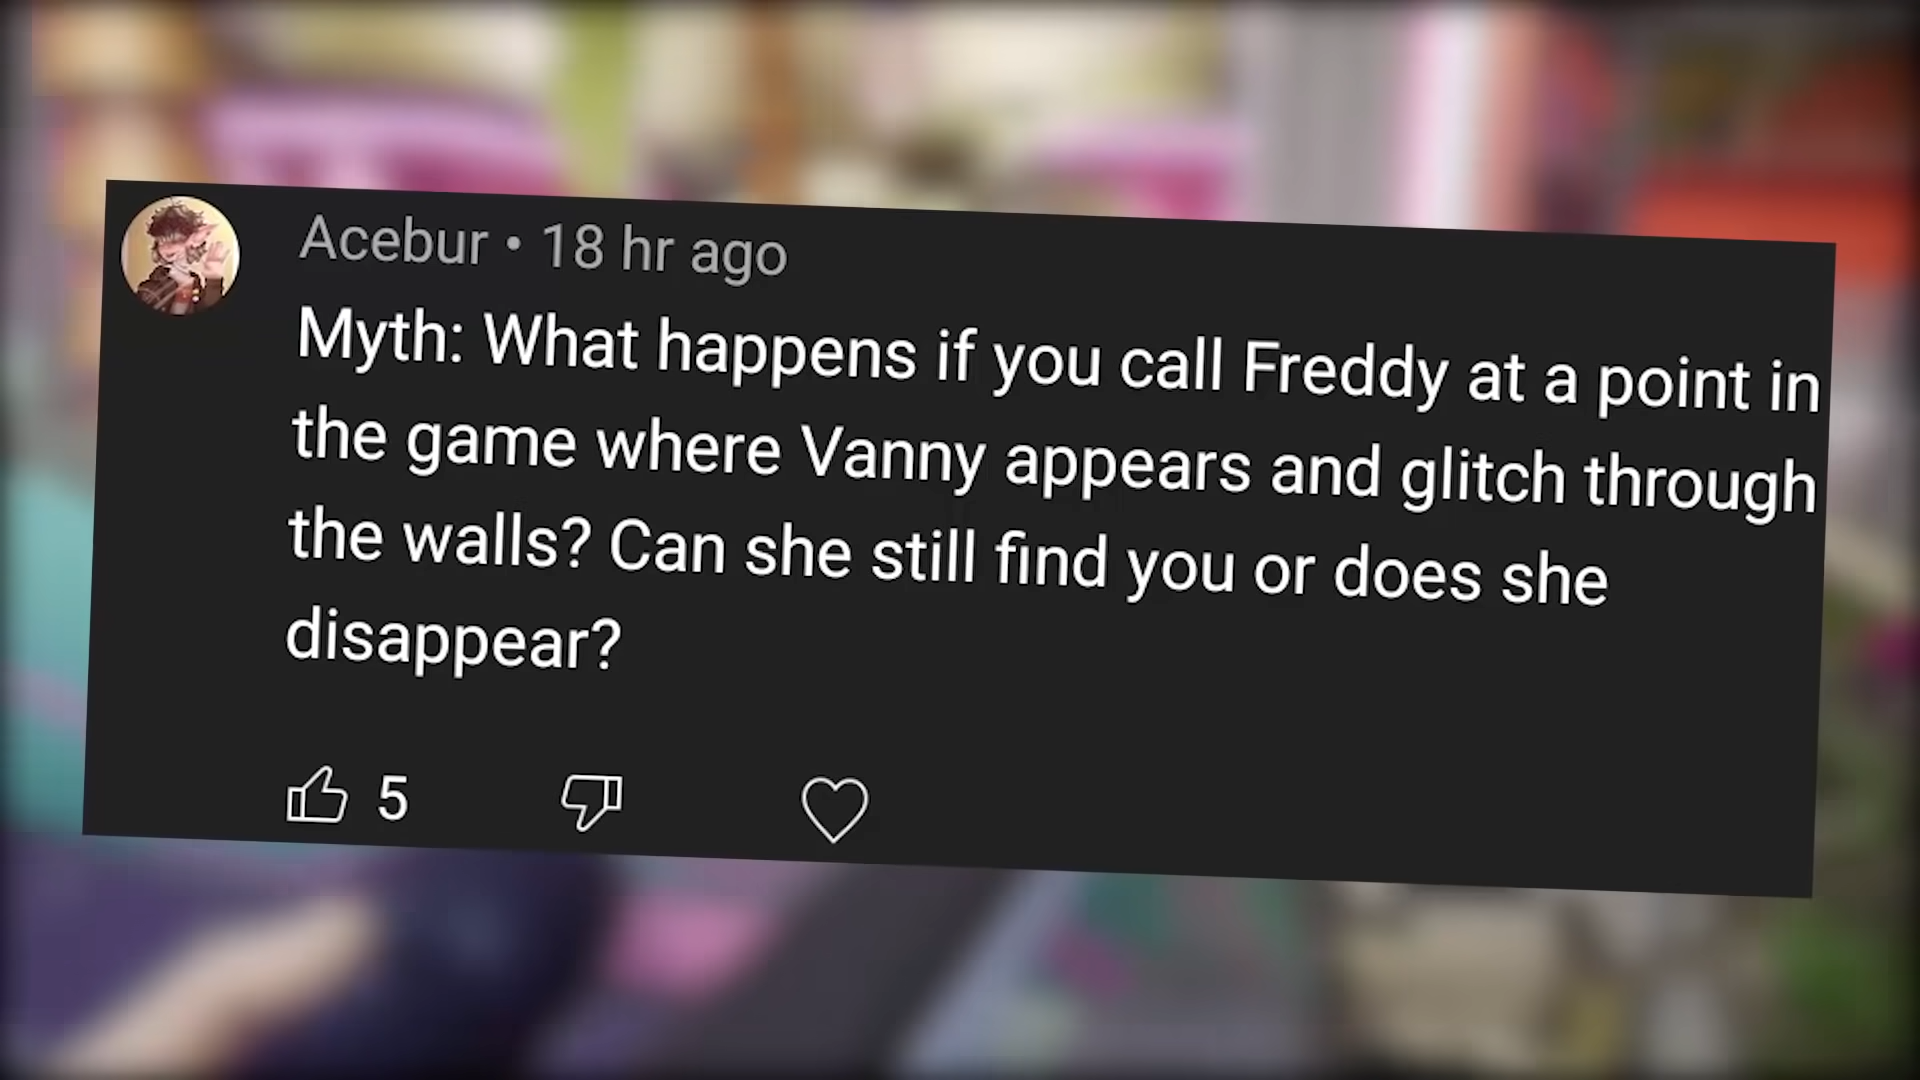 Acebur • 18 hr ago
Myth: What happens if you call Freddy at a point in
the game where Vanny appears and glitch through
the walls? Can she still find you or does she
disappear?
5